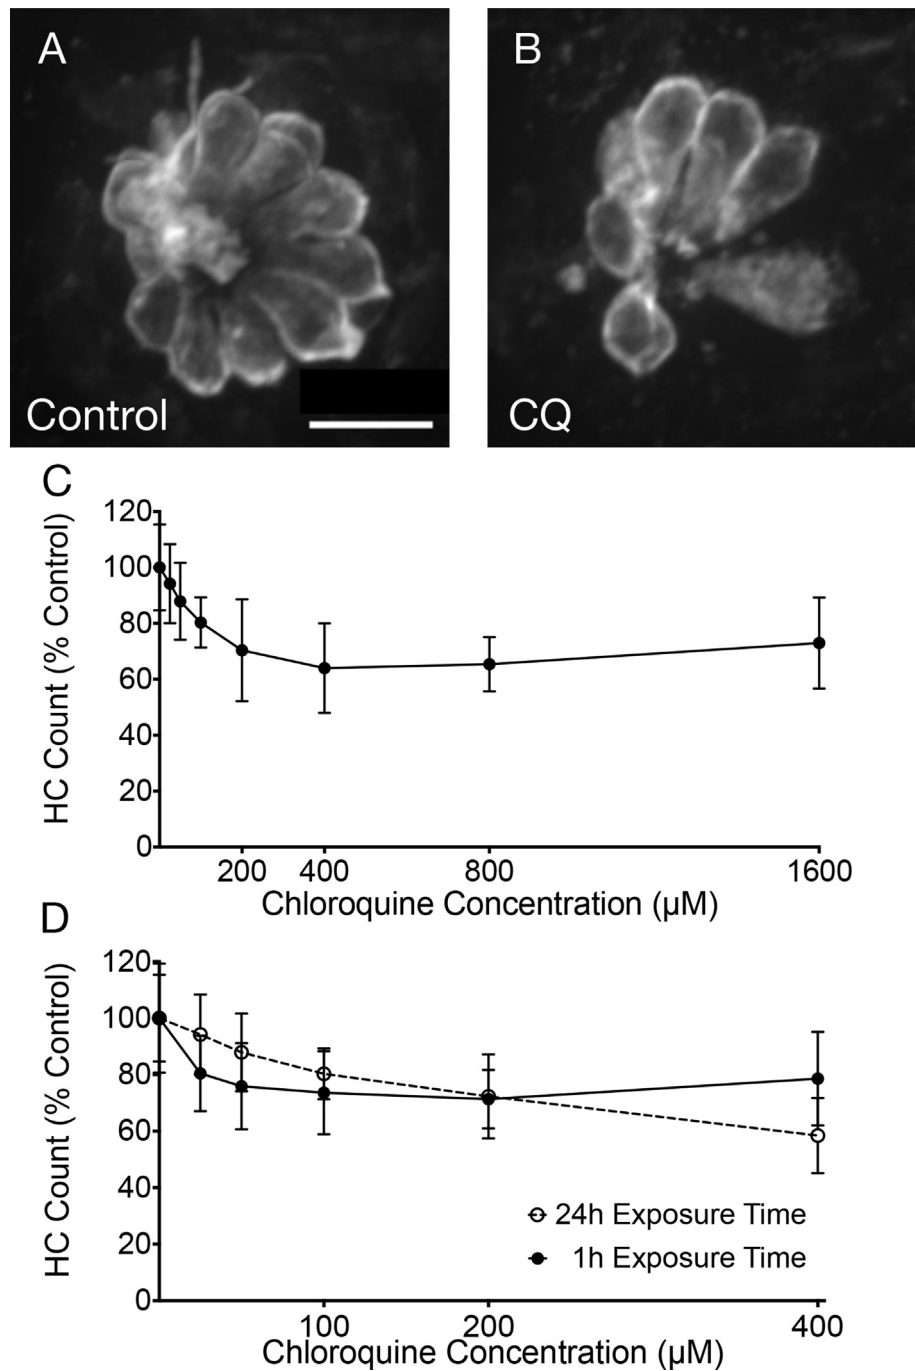 A
B
Control
CQ
C
HC Count (% Control)
120
100
80
60
40
20
0
200
400
800
1600
Chloroquine Concentration (µM)
D
HC Count (% Control)
120
100
80
60
40
20
0
24h Exposure Time
1h Exposure Time
100
200
400
Chloroquine Concentration (µM)